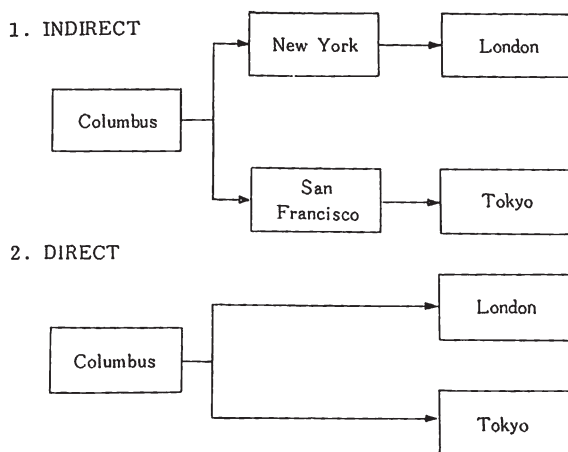 1. INDIRECT
New York
London
Columbus
San
Francisco
Tokyo
2. DIRECT
London
Columbus
Tokyo